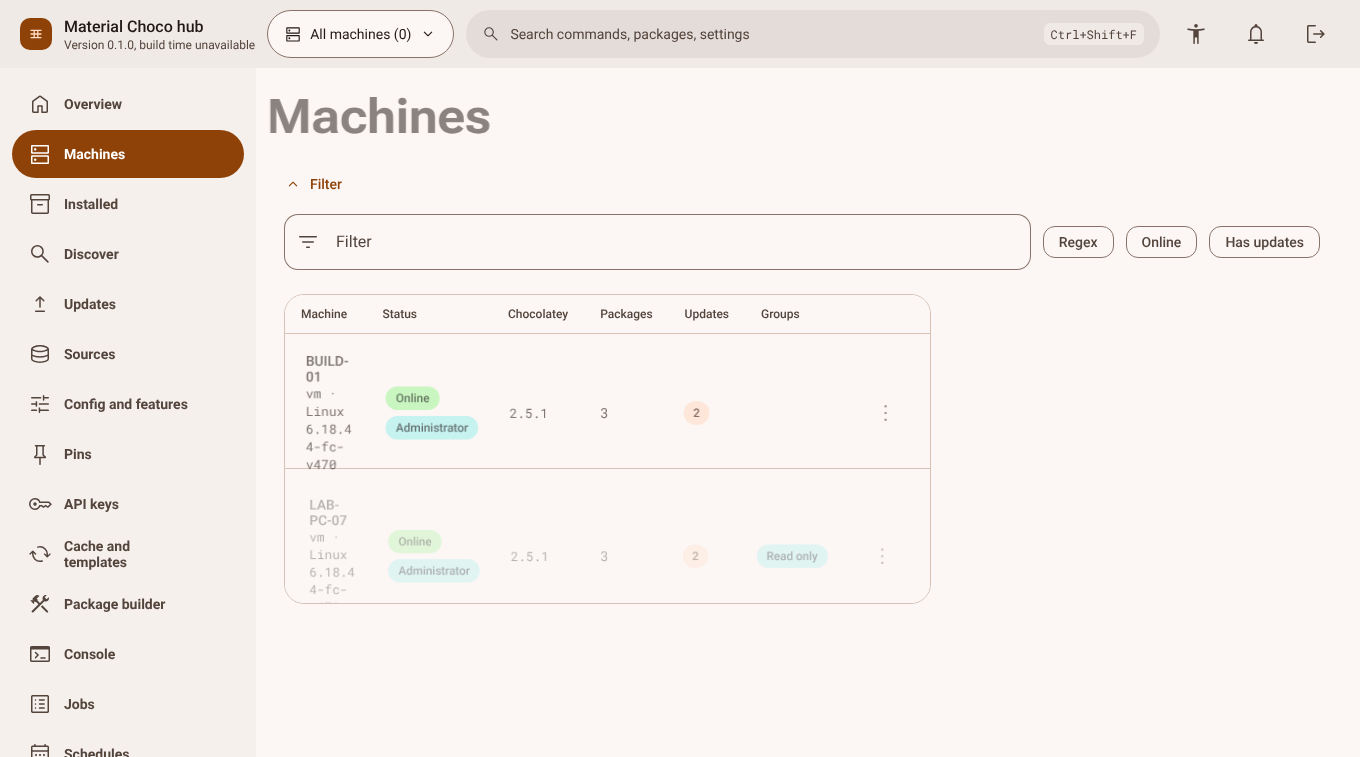 Material Choco hub
Version 0.1.0, build time unavailable
All machines (0)
Search commands, packages, settings
Ctrl+Shift+F
Overview
Machines
Installed
Discover
Updates
Sources
Config and features
Pins
API keys
Cache and
templates
Package builder
Console
Jobs
Schedules
Machines
Filter
Filter
Regex
Online
Has updates
Machine Status Chocolatey Packages Updates Groups
BUILD-
01
vm ·
Linux
6.18.4
4-fc-
v470
Online
Administrator
2.5.1
3
2
LAB-
PC-07
vm ·
Linux
6.18.4
4-fc-
Online
Administrator
2.5.1
3
2
Read only